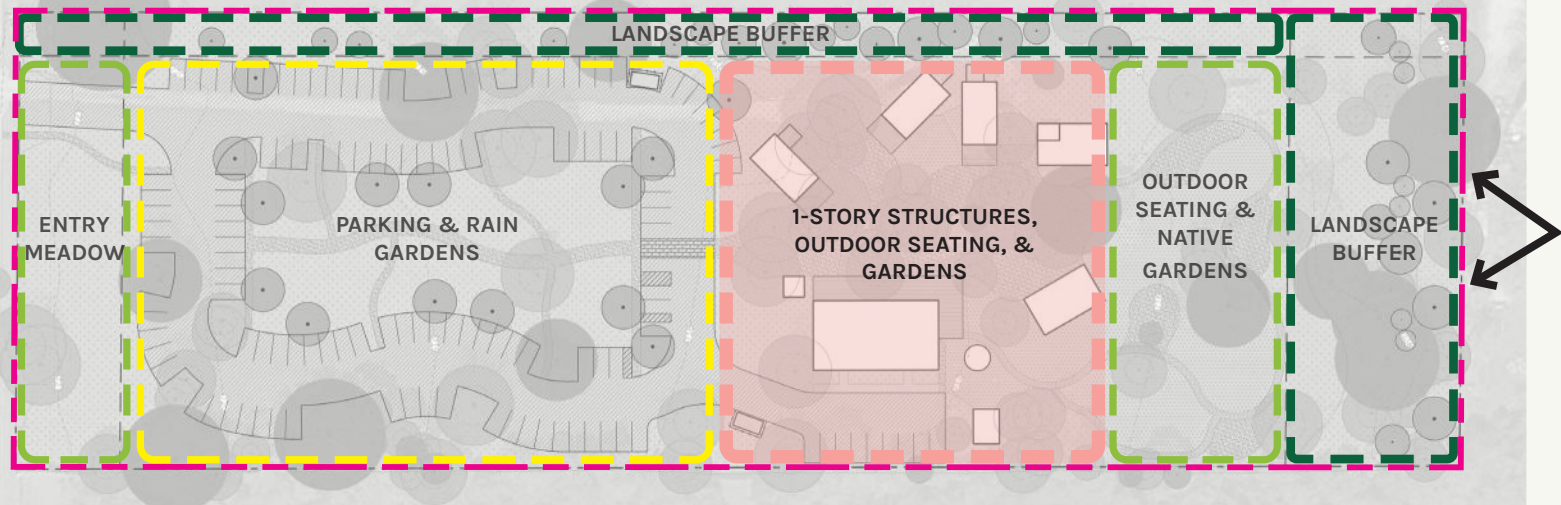 LANDSCAPE BUFFER
ENTRY
MEADOW
PARKING & RAIN
GARDENS
1-STORY STRUCTURES,
OUTDOOR SEATING, &
GARDENS
OUTDOOR
SEATING &
NATIVE
GARDENS
LANDSCAPE
BUFFER